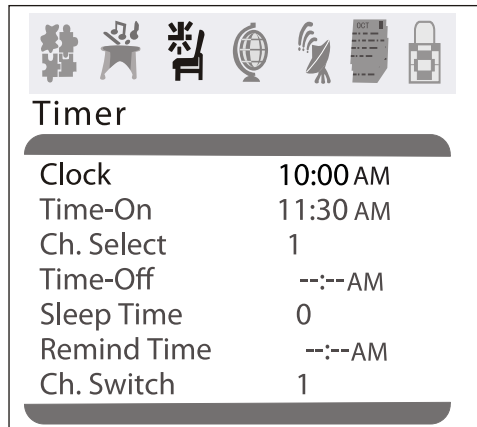 OCT
Timer
Clock 10:00 AM
Time-On 11:30 AM
Ch. Select 1
Time-Off --:-- AM
Sleep Time 0
Remind Time --:-- AM
Ch. Switch 1